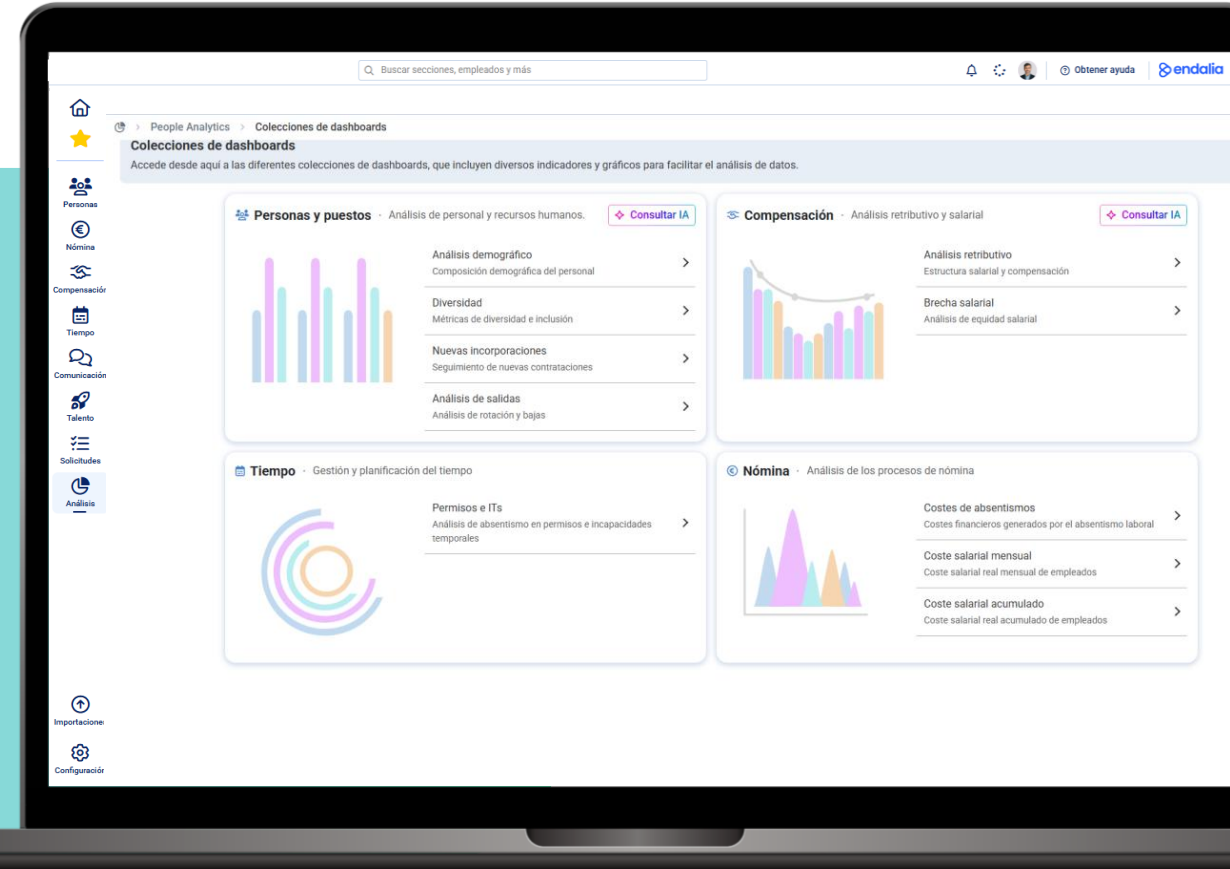 Buscar secciones, empleados y más
Obtener ayuda
endalia
People Analytics > Colecciones de dashboards
Colecciones de dashboards
Accede desde aquí a las diferentes colecciones de dashboards, que incluyen diversos indicadores y gráficos para facilitar el análisis de datos.
Personas
Nómina
Compensación
Tiempo
Comunicación
Talento
Solicitudes
Análisis
Importaciones
Configuración
Personas y puestos · Análisis de personal y recursos humanos.
Consultar IA
Análisis demográfico
Composición demográfica del personal
Diversidad
Métricas de diversidad e inclusión
Nuevas incorporaciones
Seguimiento de nuevas contrataciones
Análisis de salidas
Análisis de rotación y bajas
Compensación · Análisis retributivo y salarial
Consultar IA
Análisis retributivo
Estructura salarial y compensación
Brecha salarial
Análisis de equidad salarial
Tiempo · Gestión y planificación del tiempo
Permisos e ITs
Análisis de absentismo en permisos e incapacidades
temporales
Nómina · Análisis de los procesos de nómina
Costes de absentismos
Costes financieros generados por el absentismo laboral
Coste salarial mensual
Coste salarial real mensual de empleados
Coste salarial acumulado
Coste salarial real acumulado de empleados